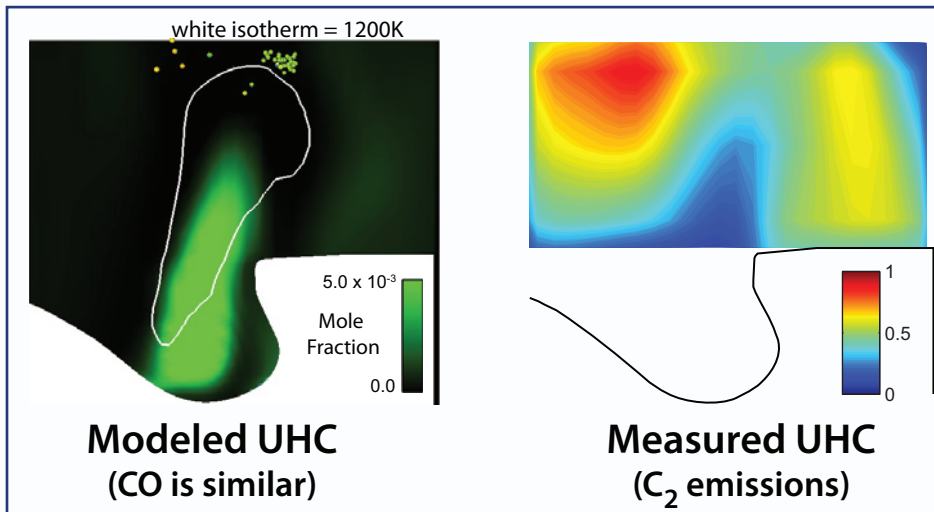 white isotherm = 1200K
5.0 x 10⁻³
Mole
Fraction
0.0
1
0.5
0
Modeled UHC
(CO is similar)
Measured UHC
(C₂ emissions)